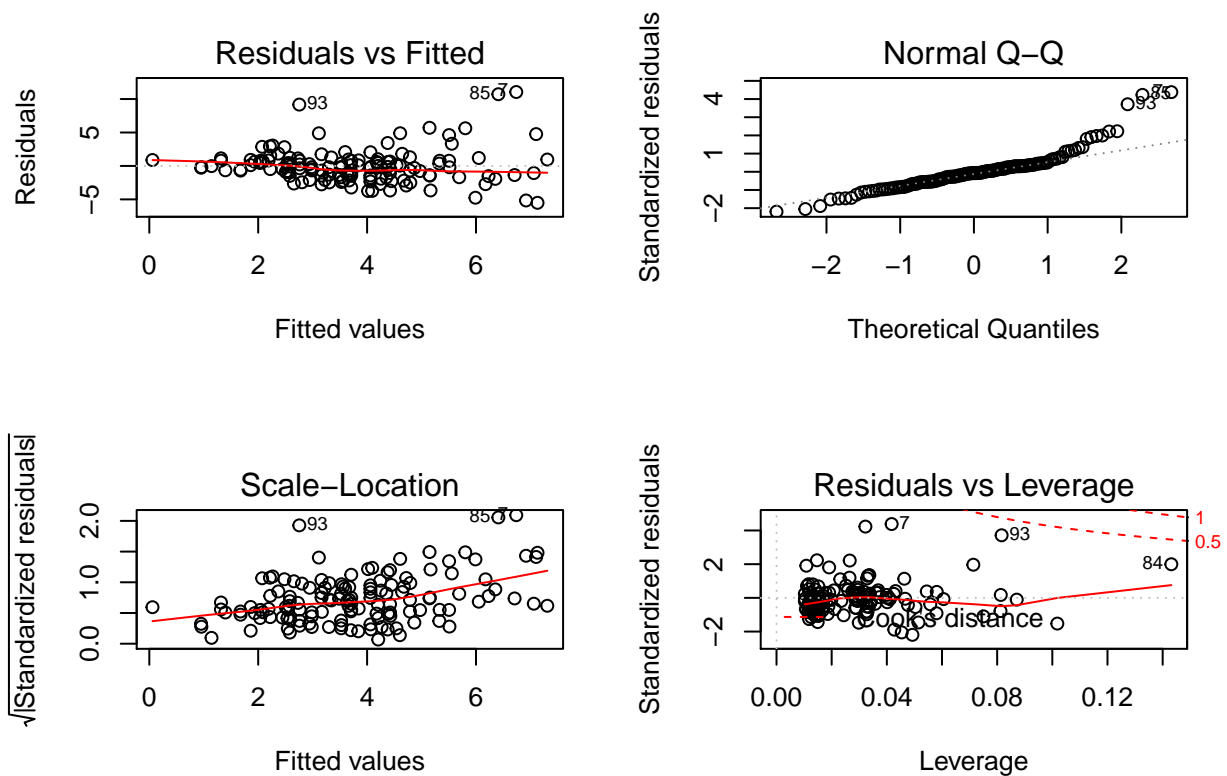 Residuals vs Fitted
Residuals
5
−5
93
85
7
0 2 4 6
Fitted values
Normal Q−Q
Standardized residuals
4
1
−2
93
85
7
−2 −1 0 1 2
Theoretical Quantiles
Scale−Location
√|Standardized residuals|
2.0
1.0
0.0
93
85
7
0 2 4 6
Fitted values
Residuals vs Leverage
Standardized residuals
2
−2
7
93
84
1
0.5
distance
0.00 0.04 0.08 0.12
Leverage